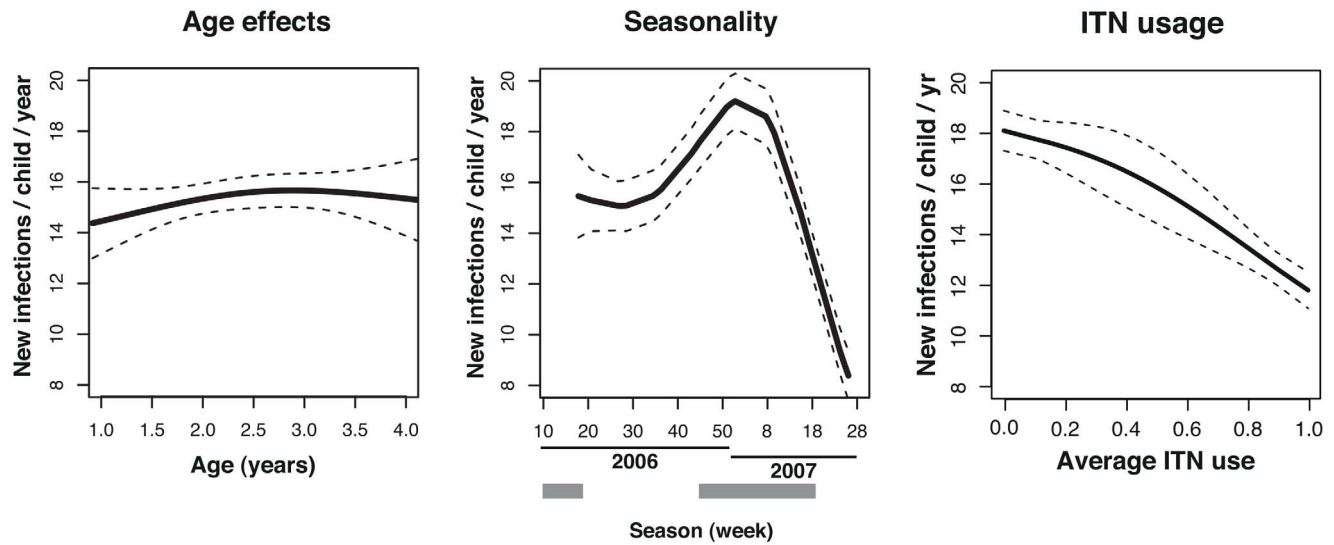 Age effects
New infections / child / year
8 10 12 14 16 18 20
1.0 1.5 2.0 2.5 3.0 3.5 4.0
Age (years)
Seasonality
New infections / child / year
8 10 12 14 16 18 20
10 20 30 40 50 8 18 28
2006 2007
Season (week)
ITN usage
New infections / child / yr
8 10 12 14 16 18 20
0.0 0.2 0.4 0.6 0.8 1.0
Average ITN use